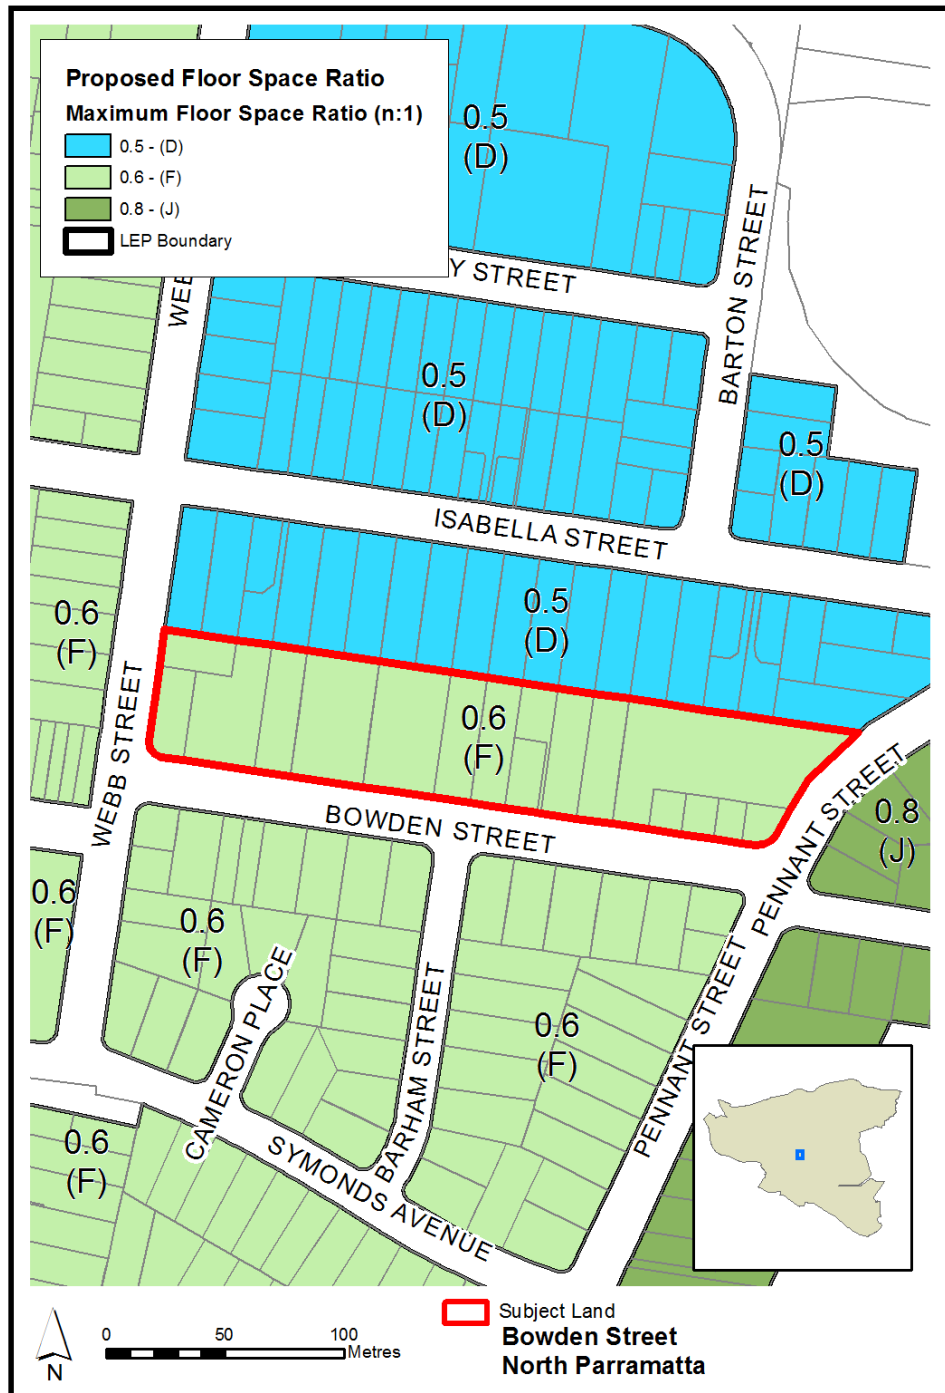 Proposed Floor Space Ratio
Maximum Floor Space Ratio (n:1)
0.5 - (D)
0.6 - (F)
0.8 - (J)
LEP Boundary
0.5
(D)
BARTON STREET
Y STREET
WEB
0.5
(D)
0.5
(D)
ISABELLA STREET
0.5
(D)
0.6
(F)
WEBB STREET
0.6
(F)
PENNANT STREET
0.8
(J)
BOWDEN STREET
0.6
(F)
0.6
(F)
CAMERON PLACE
BARHAM STREET
0.6
(F)
PENNANT STREET
0.6
(F)
SYMONDS AVENUE
N
0 50 100
Metres
Subject Land
Bowden Street
North Parramatta